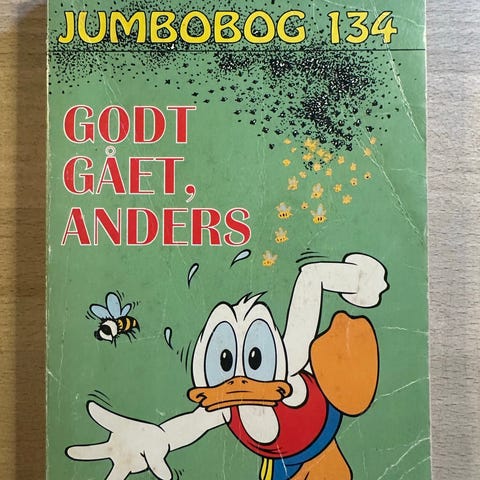 JUMBOBOG 134
GODT
GÅET,
ANDERS